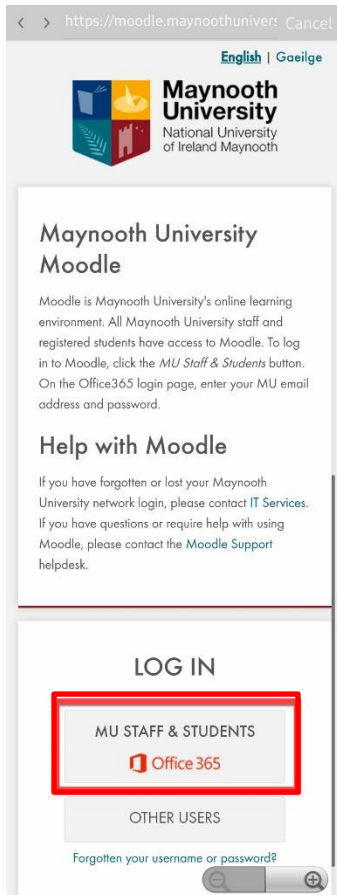 https://moodle.maynoothunivers Cancel
English | Gaeilge
Maynooth
University
National University
of Ireland Maynooth
Maynooth University
Moodle
Moodle is Maynooth University's online learning
environment. All Maynooth University staff and
registered students have access to Moodle. To log
in to Moodle, click the MU Staff & Students button.
On the Office365 login page, enter your MU email
address and password.
Help with Moodle
If you have forgotten or lost your Maynooth
University network login, please contact IT Services.
If you have questions or require help with using
Moodle, please contact the Moodle Support
helpdesk.
LOG IN
MU STAFF & STUDENTS
Office 365
OTHER USERS
Forgotten your username or password?